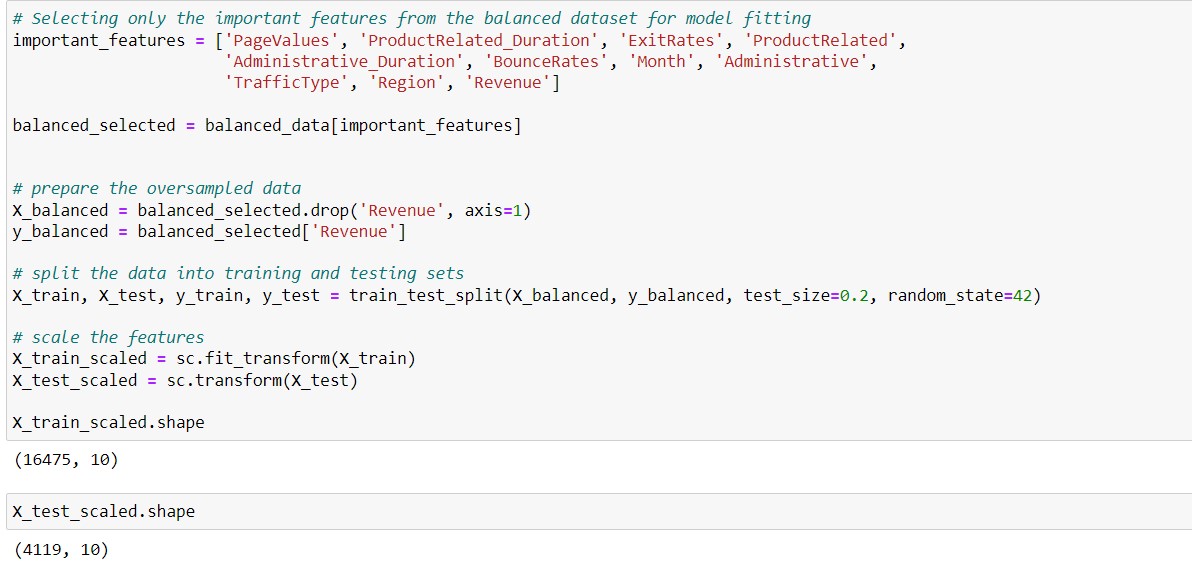 # Selecting only the important features from the balanced dataset for model fitting
important_features = ['PageValues', 'ProductRelated_Duration', 'ExitRates', 'ProductRelated',
'Administrative_Duration', 'BounceRates', 'Month', 'Administrative',
'TrafficType', 'Region', 'Revenue']
balanced_selected = balanced_data[important_features]
# prepare the oversampled data
X_balanced = balanced_selected.drop('Revenue', axis=1)
y_balanced = balanced_selected['Revenue']
# split the data into training and testing sets
X_train, X_test, y_train, y_test = train_test_split(X_balanced, y_balanced, test_size=0.2, random_state=42)
# scale the features
X_train_scaled = sc.fit_transform(X_train)
X_test_scaled = sc.transform(X_test)
X_train_scaled.shape
(16475, 10)
X_test_scaled.shape
(4119, 10)